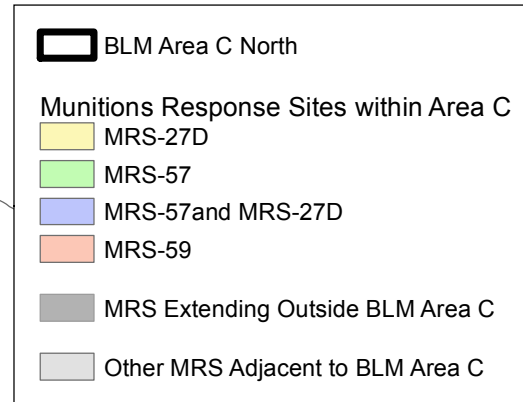 BLM Area C North
Munitions Response Sites within Area C
MRS-27D
MRS-57
MRS-57and MRS-27D
MRS-59
MRS Extending Outside BLM Area C
Other MRS Adjacent to BLM Area C